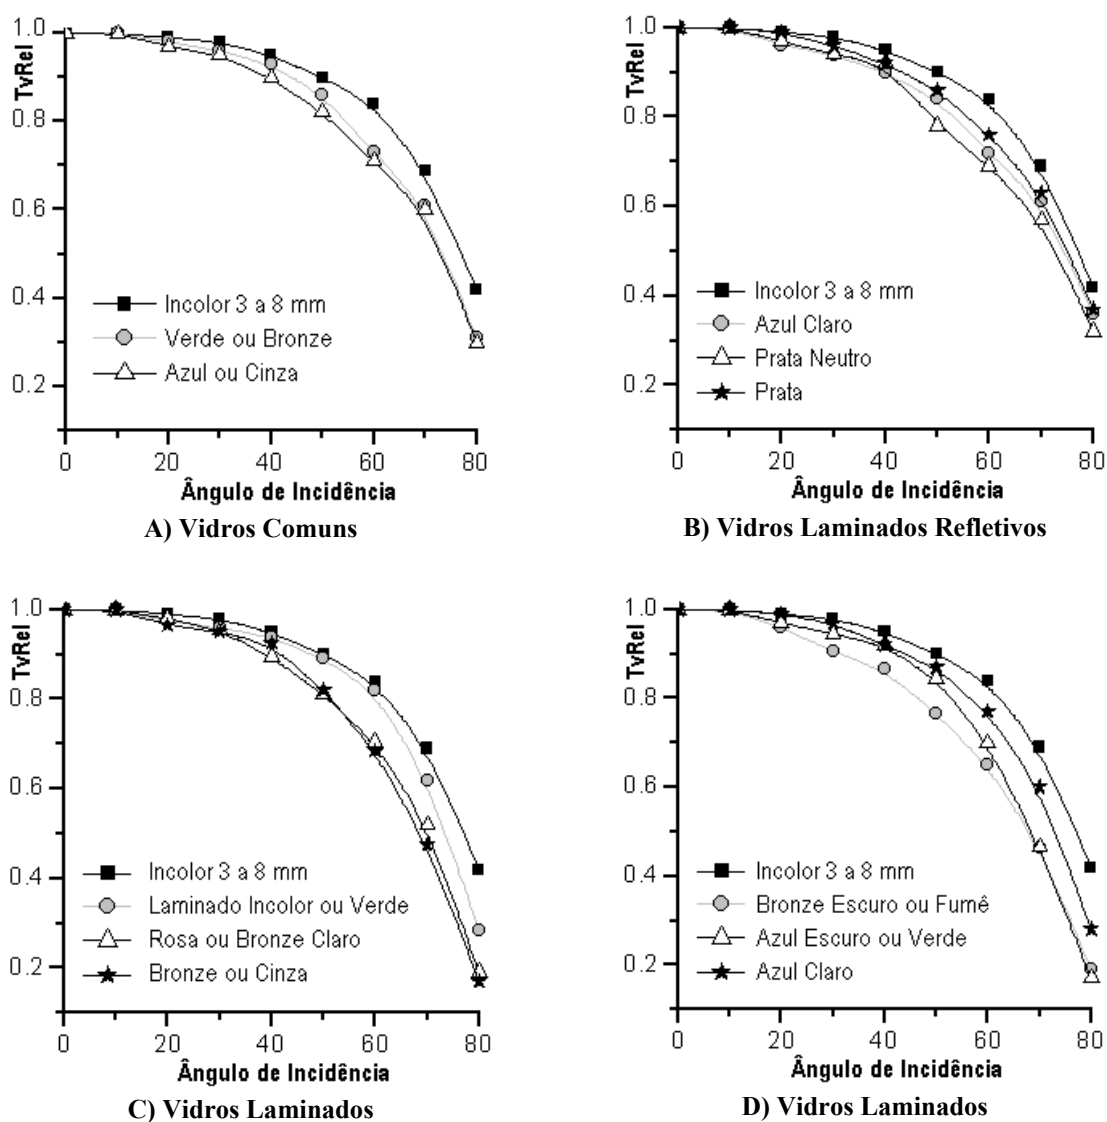 TvRel
1.0
0.8
0.6
0.4
0.2
Incolor 3 a 8 mm
Verde ou Bronze
Azul ou Cinza
0 20 40 60 80
Ângulo de Incidência
A) Vidros Comuns
TvRel
1.0
0.8
0.6
0.4
0.2
Incolor 3 a 8 mm
Azul Claro
Prata Neutro
Prata
0 20 40 60 80
Ângulo de Incidência
B) Vidros Laminados Refletivos
TvRel
1.0
0.8
0.6
0.4
0.2
Incolor 3 a 8 mm
Laminado Incolor ou Verde
Rosa ou Bronze Claro
Bronze ou Cinza
0 20 40 60 80
Ângulo de Incidência
C) Vidros Laminados
TvRel
1.0
0.8
0.6
0.4
0.2
Incolor 3 a 8 mm
Bronze Escuro ou Fumê
Azul Escuro ou Verde
Azul Claro
0 20 40 60 80
Ângulo de Incidência
D) Vidros Laminados